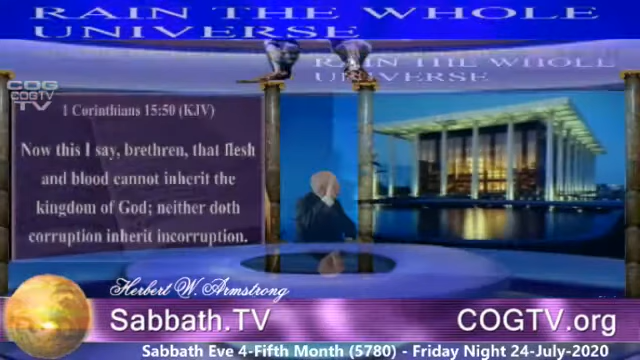 RAIN THE WHOLE
UNIVERSE
RAIN THE WHOLE
UNIVERSE
COG
COGTV
TV
1 Corinthians 15:50 (KJV)
Now this I say, brethren, that flesh
and blood cannot inherit the
kingdom of God; neither doth
corruption inherit incorruption.
Herbert W. Armstrong
Sabbath.TV
COGTV.org
Sabbath Eve 4-Fifth Month (5780) - Friday Night 24-July-2020